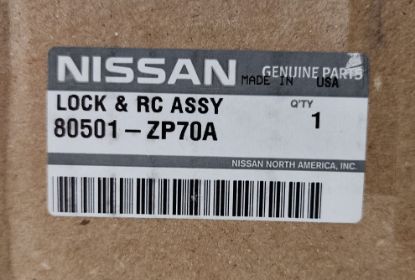 NISSAN GENUINE PARTS
MADE IN USA
LOCK & RC ASSY Q'TY
80501-ZP70A 1
NISSAN NORTH AMERICA, INC.